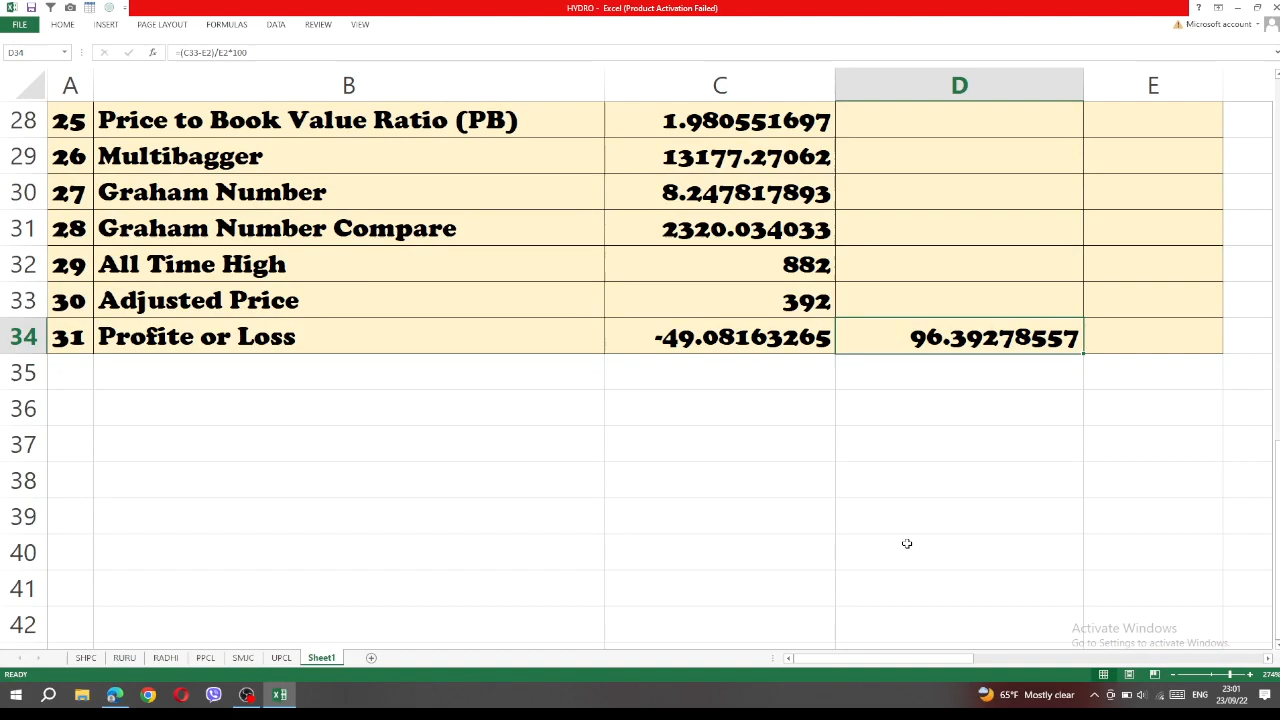 HYDRO - Excel (Product Activation Failed)
FILE HOME INSERT PAGE LAYOUT FORMULAS DATA REVIEW VIEW Microsoft account
D34 fx =(C33-E2)/E2*100
A B C D E
28 25 Price to Book Value Ratio (PB) 1.980551697
29 26 Multibagger 13177.27062
30 27 Graham Number 8.247817893
31 28 Graham Number Compare 2320.034033
32 29 All Time High 882
33 30 Adjusted Price 392
34 31 Profite or Loss -49.08163265 96.39278557
35
36
37
38
39
40
41
42
Activate Windows
Go to Settings to activate Windows.
SHPC RURU RADHI PPCL SMJC UPCL Sheet1
READY 274%
65°F Mostly clear ENG 23:01
23/09/22